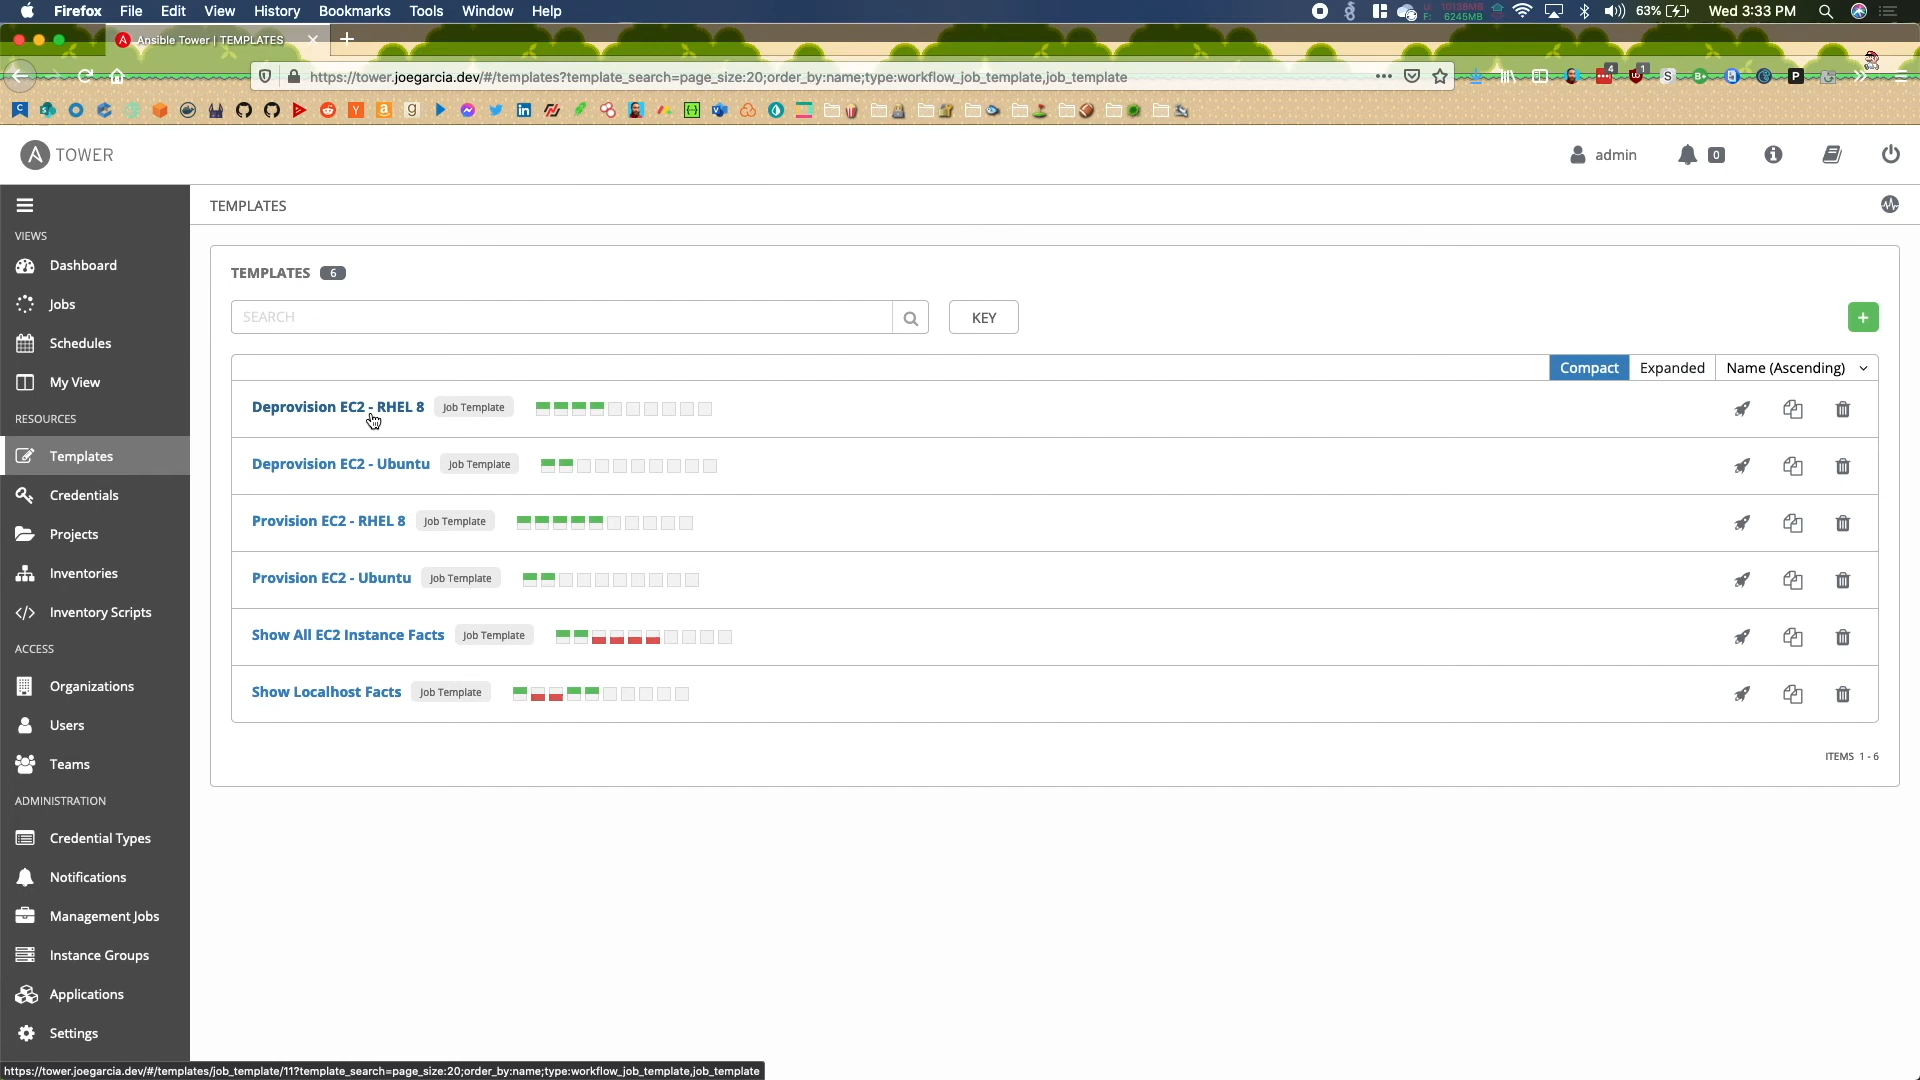 Firefox File Edit View History Bookmarks Tools Window Help
U: 10138MB
F: 6245MB
63% Wed 3:33 PM
Ansible Tower | TEMPLATES
https://tower.joegarcia.dev/#/templates?template_search=page_size:20;order_by:name;type:workflow_job_template,job_template
TOWER
admin
0
VIEWS
Dashboard
Jobs
Schedules
My View
RESOURCES
Templates
Credentials
Projects
Inventories
Inventory Scripts
ACCESS
Organizations
Users
Teams
ADMINISTRATION
Credential Types
Notifications
Management Jobs
Instance Groups
Applications
Settings
TEMPLATES
TEMPLATES 6
SEARCH
KEY
+
Compact Expanded Name (Ascending)
Deprovision EC2 - RHEL 8 Job Template
Deprovision EC2 - Ubuntu Job Template
Provision EC2 - RHEL 8 Job Template
Provision EC2 - Ubuntu Job Template
Show All EC2 Instance Facts Job Template
Show Localhost Facts Job Template
ITEMS 1 - 6
https://tower.joegarcia.dev/#/templates/job_template/11?template_search=page_size:20;order_by:name;type:workflow_job_template,job_template